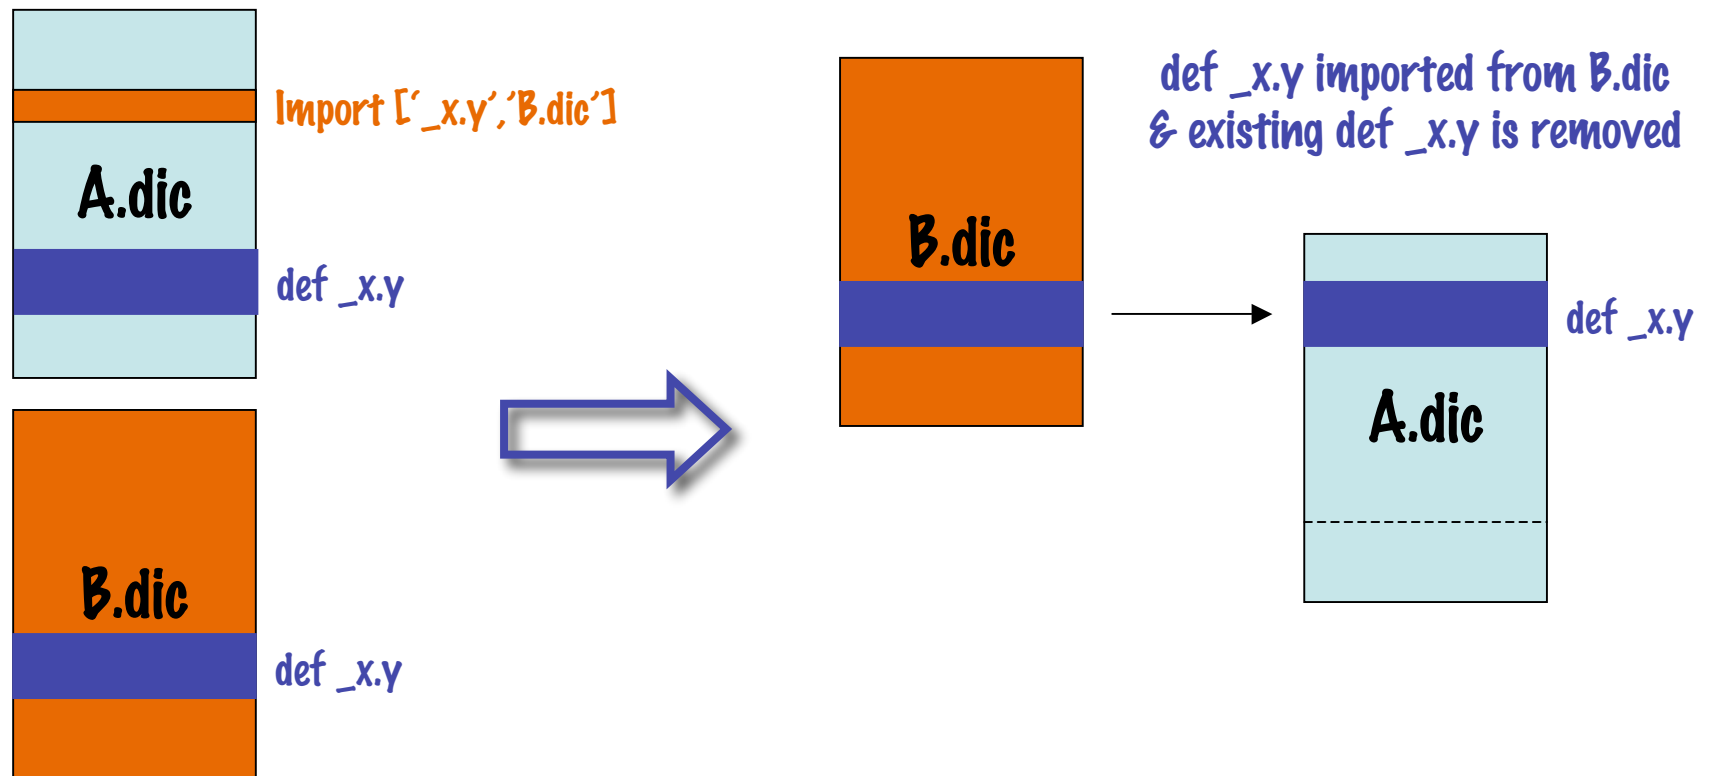 Import [‘_x.y’,’B.dic’]
A.dic
def _x.y
B.dic
def _x.y
def _x.y imported from B.dic
& existing def _x.y is removed
B.dic
def _x.y
A.dic